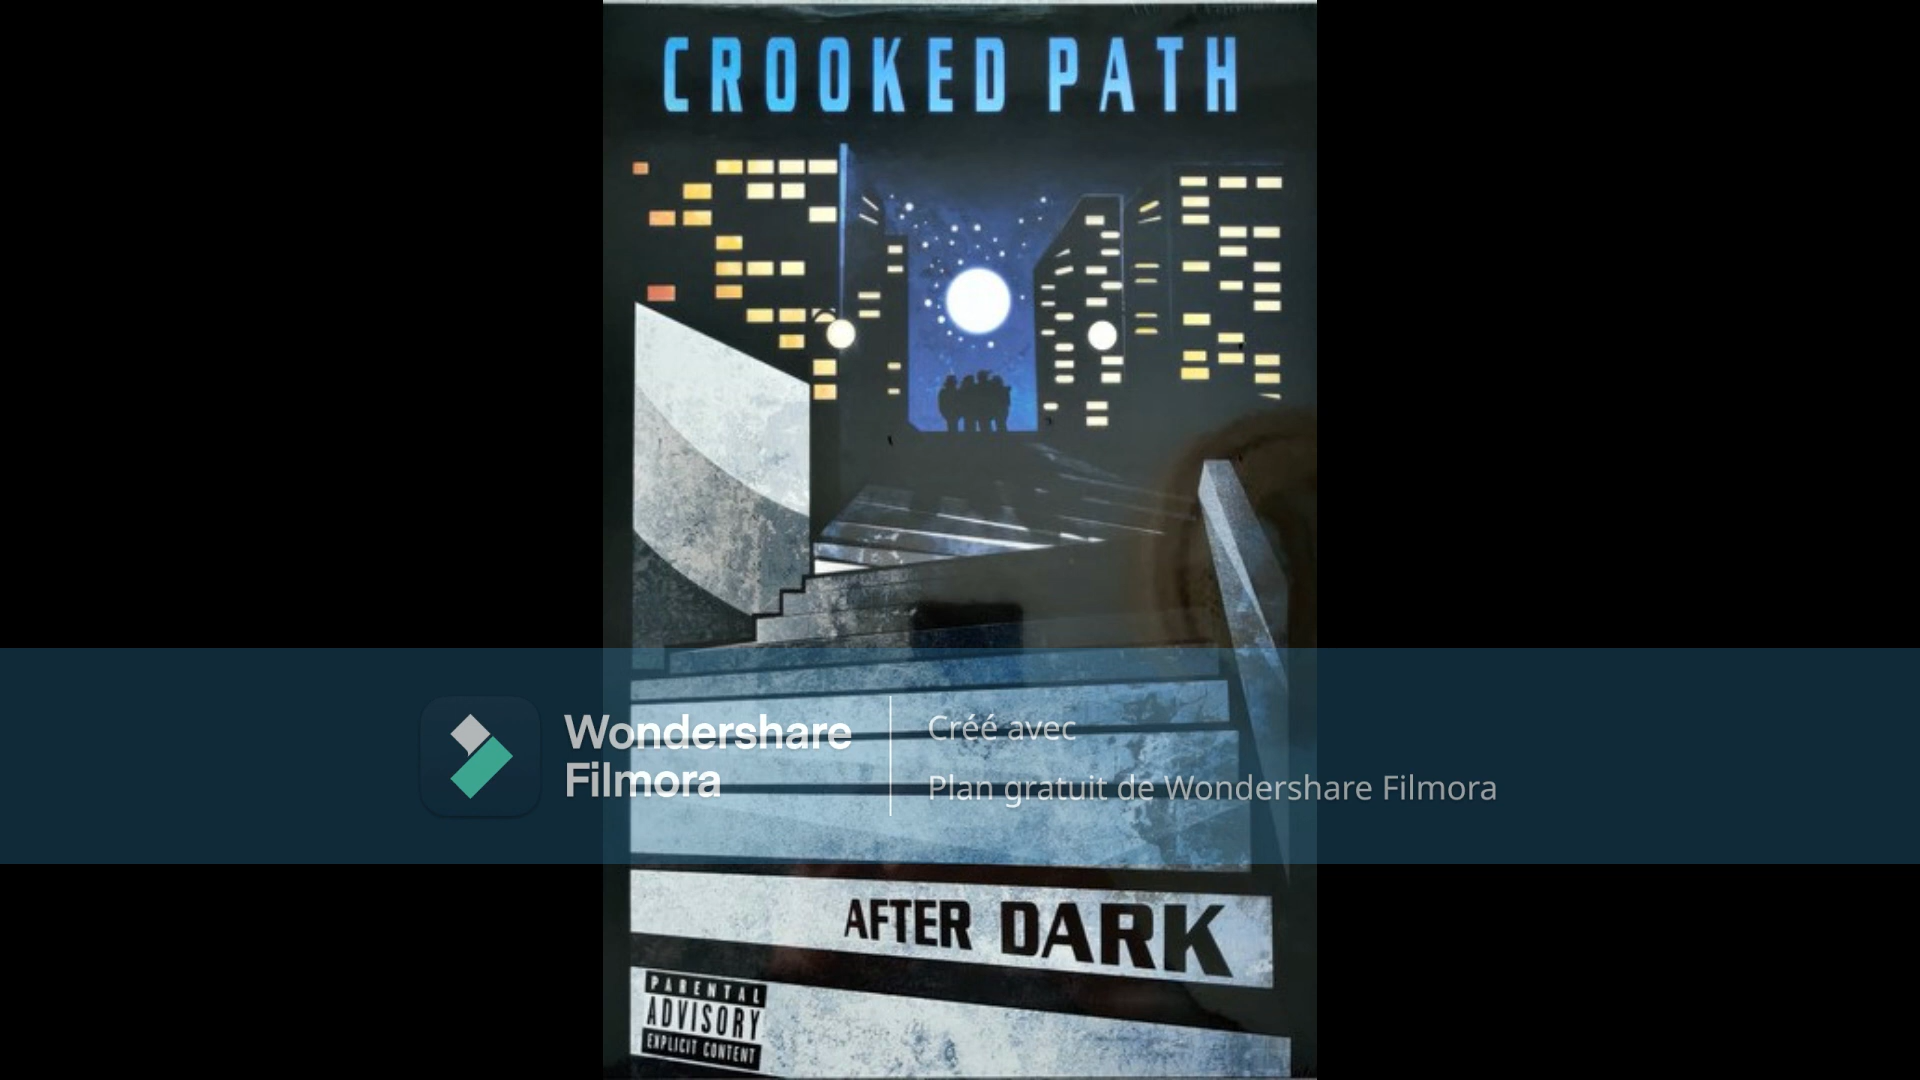 CROOKED PATH
Wondershare
Filmora
Créé avec
Plan gratuit de Wondershare Filmora
AFTER DARK
PARENTAL
ADVISORY
EXPLICIT CONTENT